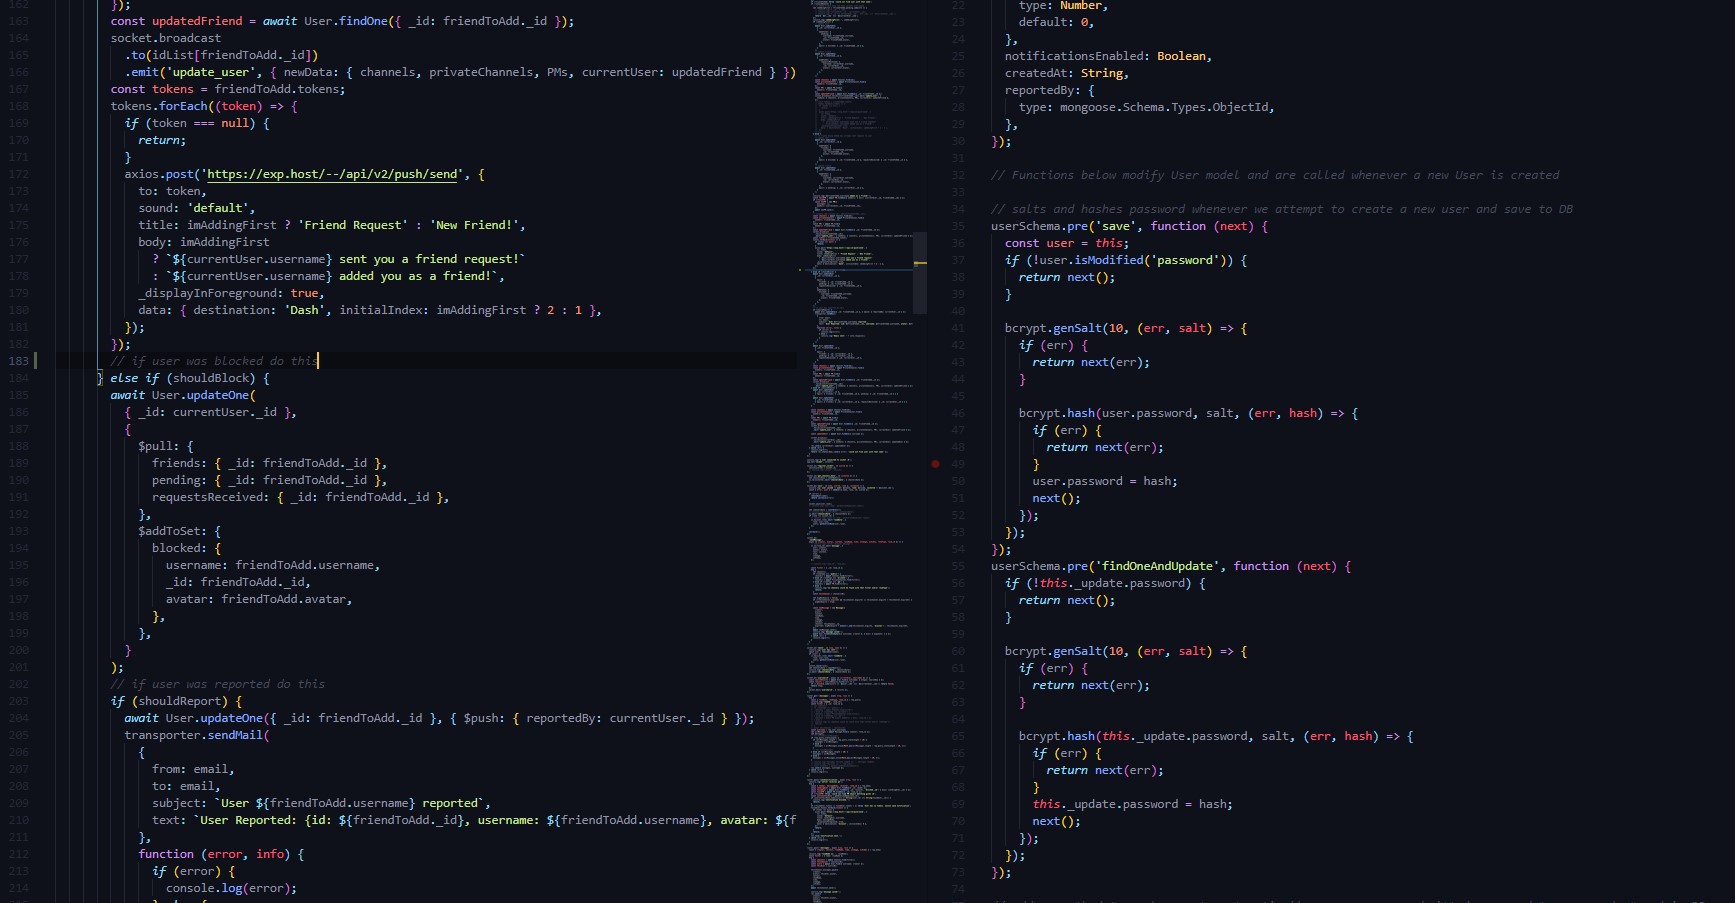 162 });
163 const updatedFriend = await User.findOne({ _id: friendToAdd._id });
164 socket.broadcast
165 .to(idList[friendToAdd._id])
166 .emit('update_user', { newData: { channels, privateChannels, PMs, currentUser: updatedFriend } })
167 const tokens = friendToAdd.tokens;
168 tokens.forEach((token) => {
169 if (token === null) {
170 return;
171 }
172 axios.post('https://exp.host/--/api/v2/push/send', {
173 to: token,
174 sound: 'default',
175 title: imAddingFirst ? 'Friend Request' : 'New Friend!',
176 body: imAddingFirst
177 ? `${currentUser.username} sent you a friend request!`
178 : `${currentUser.username} added you as a friend!`,
179 _displayInForeground: true,
180 data: { destination: 'Dash', initialIndex: imAddingFirst ? 2 : 1 },
181 });
182 });
183 // if user was blocked do this
184 } else if (shouldBlock) {
185 await User.updateOne(
186 { _id: currentUser._id },
187 {
188 $pull: {
189 friends: { _id: friendToAdd._id },
190 pending: { _id: friendToAdd._id },
191 requestsReceived: { _id: friendToAdd._id },
192 },
193 $addToSet: {
194 blocked: {
195 username: friendToAdd.username,
196 _id: friendToAdd._id,
197 avatar: friendToAdd.avatar,
198 },
199 },
200 }
201 );
202 // if user was reported do this
203 if (shouldReport) {
204 await User.updateOne({ _id: friendToAdd._id }, { $push: { reportedBy: currentUser._id } });
205 transporter.sendMail(
206 {
207 from: email,
208 to: email,
209 subject: `User ${friendToAdd.username} reported`,
210 text: `User Reported: {id: ${friendToAdd._id}, username: ${friendToAdd.username}, avatar: ${f
211 },
212 function (error, info) {
213 if (error) {
214 console.log(error);
22 type: Number,
23 default: 0,
24 },
25 notificationsEnabled: Boolean,
26 createdAt: String,
27 reportedBy: {
28 type: mongoose.Schema.Types.ObjectId,
29 },
30 });
31
32 // Functions below modify User model and are called whenever a new User is created
33
34 // salts and hashes password whenever we attempt to create a new user and save to DB
35 userSchema.pre('save', function (next) {
36 const user = this;
37 if (!user.isModified('password')) {
38 return next();
39 }
40
41 bcrypt.genSalt(10, (err, salt) => {
42 if (err) {
43 return next(err);
44 }
45
46 bcrypt.hash(user.password, salt, (err, hash) => {
47 if (err) {
48 return next(err);
49 }
50 user.password = hash;
51 next();
52 });
53 });
54 });
55 userSchema.pre('findOneAndUpdate', function (next) {
56 if (!this._update.password) {
57 return next();
58 }
59
60 bcrypt.genSalt(10, (err, salt) => {
61 if (err) {
62 return next(err);
63 }
64
65 bcrypt.hash(this._update.password, salt, (err, hash) => {
66 if (err) {
67 return next(err);
68 }
69 this._update.password = hash;
70 next();
71 });
72 });
73 });
74